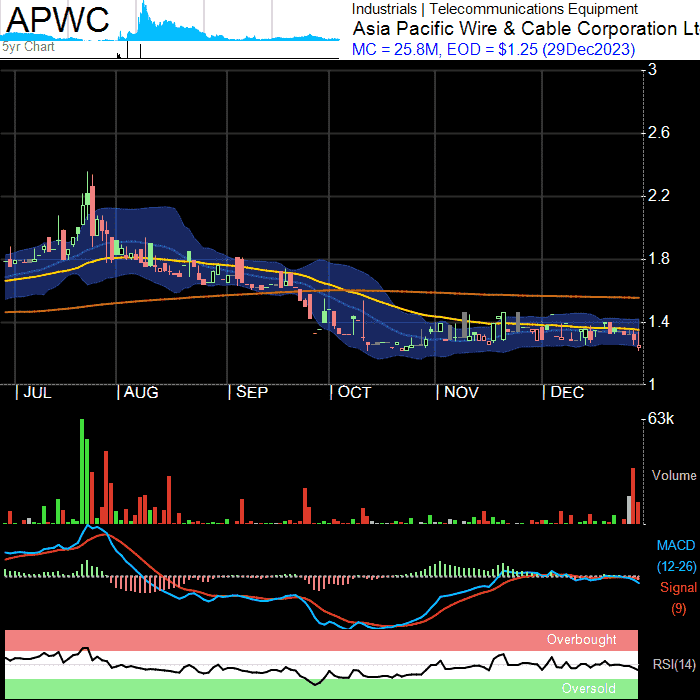 APWC
5yr Chart
Industrials | Telecommunications Equipment
Asia Pacific Wire & Cable Corporation Lt
MC = 25.8M, EOD = $1.25 (29Dec2023)
3
2.6
2.2
1.8
1.4
1
| JUL | AUG | SEP | OCT | NOV | DEC
63k
Volume
MACD
(12-26)
Signal
(9)
Overbought
RSI(14)
Oversold